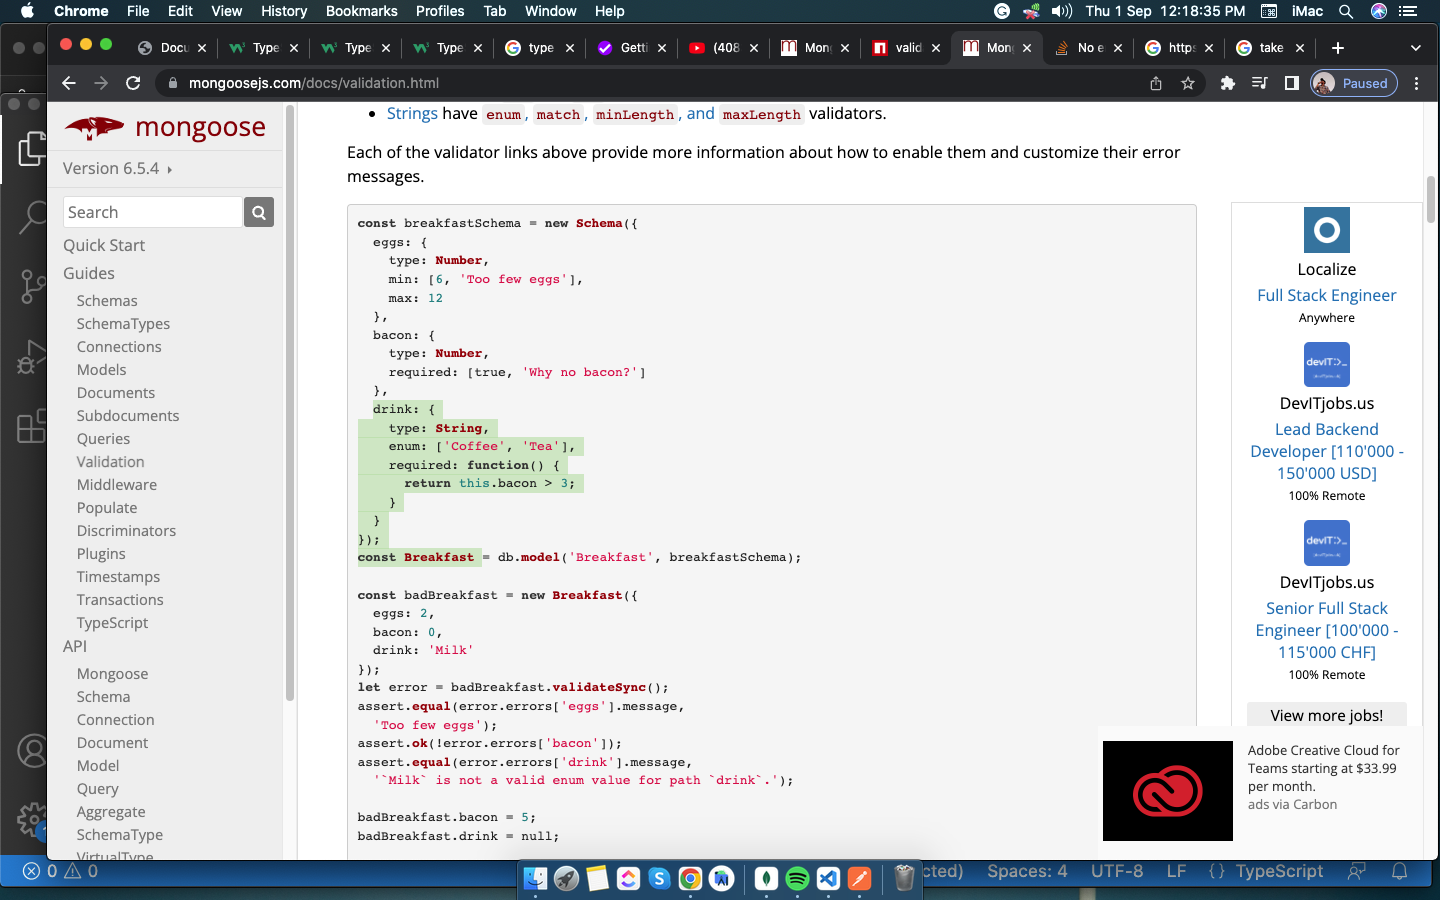 Chrome File Edit View History Bookmarks Profiles Tab Window Help Thu 1 Sep 12:18:35 PM iMac
Docu Type Type Type type Getti (408 Mon valid Mong No e https take
mongoosejs.com/docs/validation.html Paused
mongoose
Version 6.5.4
Search
Quick Start
Guides
Schemas
SchemaTypes
Connections
Models
Documents
Subdocuments
Queries
Validation
Middleware
Populate
Discriminators
Plugins
Timestamps
Transactions
TypeScript
API
Mongoose
Schema
Connection
Document
Model
Query
Aggregate
SchemaType
VirtualType
Strings have enum, match, minLength, and maxLength validators.
Each of the validator links above provide more information about how to enable them and customize their error
messages.
const breakfastSchema = new Schema({
eggs: {
type: Number,
min: [6, 'Too few eggs'],
max: 12
},
bacon: {
type: Number,
required: [true, 'Why no bacon?']
},
drink: {
type: String,
enum: ['Coffee', 'Tea'],
required: function() {
return this.bacon > 3;
}
}
});
const Breakfast = db.model('Breakfast', breakfastSchema);
const badBreakfast = new Breakfast({
eggs: 2,
bacon: 0,
drink: 'Milk'
});
let error = badBreakfast.validateSync();
assert.equal(error.errors['eggs'].message,
'Too few eggs');
assert.ok(!error.errors['bacon']);
assert.equal(error.errors['drink'].message,
'`Milk` is not a valid enum value for path `drink`.');
badBreakfast.bacon = 5;
badBreakfast.drink = null;
Localize
Full Stack Engineer
Anywhere
devIT:>_
DevITjobs.us
Lead Backend
Developer [110'000 -
150'000 USD]
100% Remote
devIT:>_
DevITjobs.us
Senior Full Stack
Engineer [100'000 -
115'000 CHF]
100% Remote
View more jobs!
Adobe Creative Cloud for
Teams starting at $33.99
per month.
ads via Carbon
0 0 cted) Spaces: 4 UTF-8 LF {} TypeScript